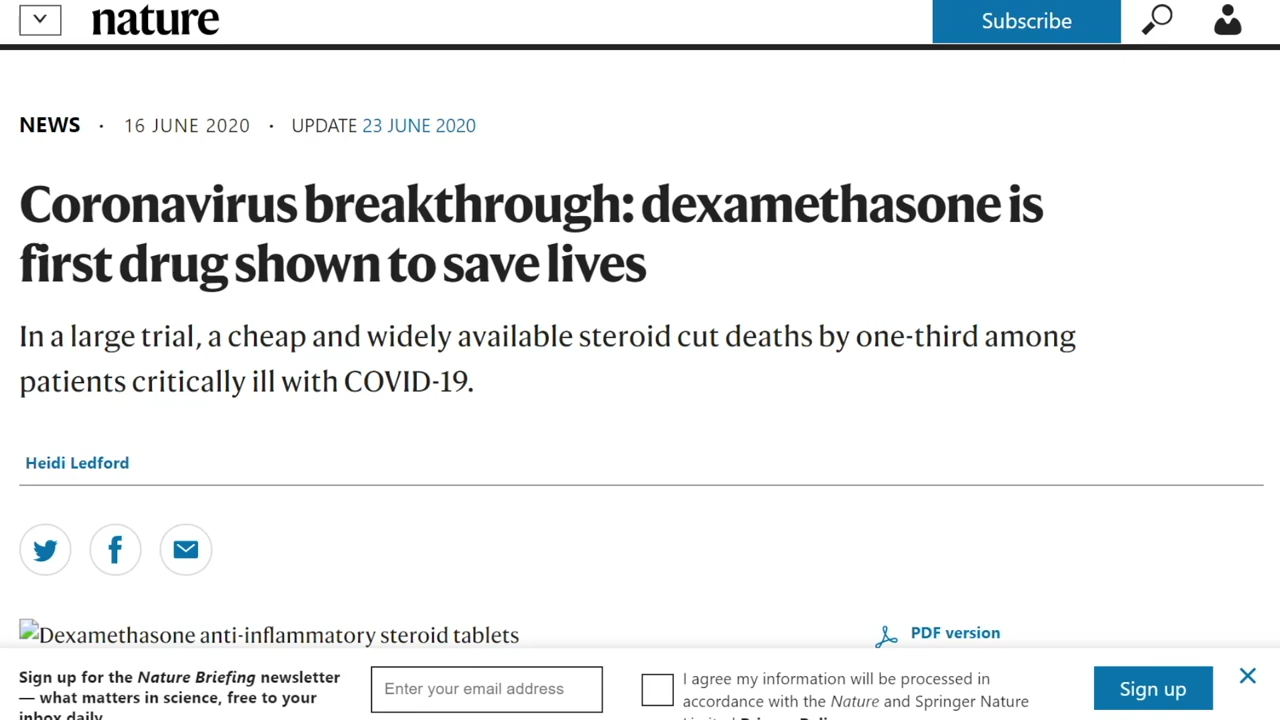 nature
Subscribe
NEWS · 16 JUNE 2020 · UPDATE 23 JUNE 2020
Coronavirus breakthrough: dexamethasone is
first drug shown to save lives
In a large trial, a cheap and widely available steroid cut deaths by one-third among
patients critically ill with COVID-19.
Heidi Ledford
Dexamethasone anti-inflammatory steroid tablets
PDF version
Sign up for the Nature Briefing newsletter
— what matters in science, free to your
inbox daily
Enter your email address
I agree my information will be processed in
accordance with the Nature and Springer Nature
Sign up